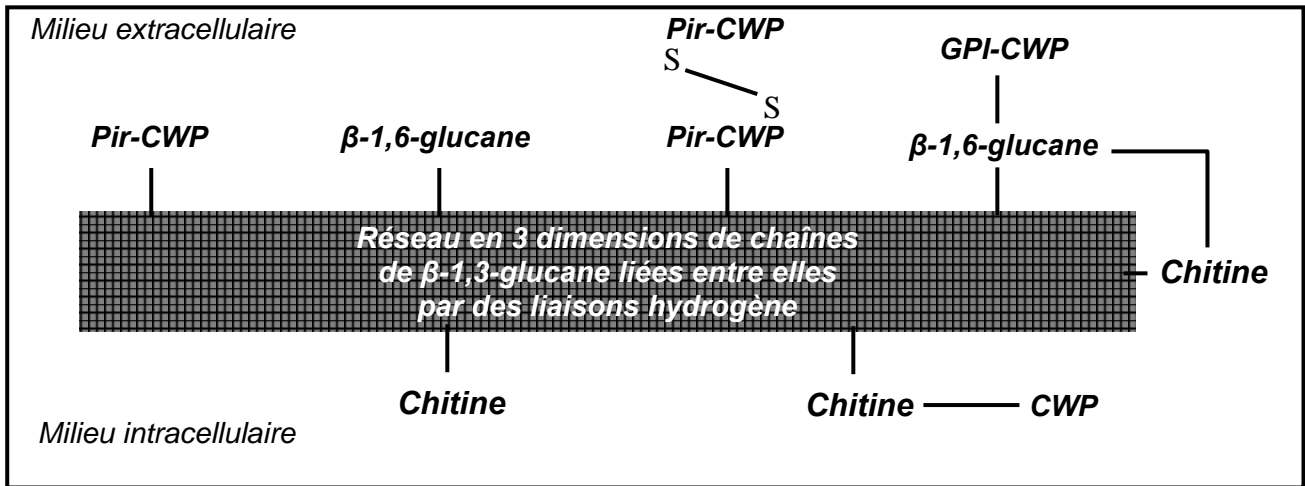 Milieu extracellulaire
Pir-CWP
S
S
GPI-CWP
Pir-CWP
β-1,6-glucane
Pir-CWP
β-1,6-glucane
Réseau en 3 dimensions de chaînes
de β-1,3-glucane liées entre elles
par des liaisons hydrogène
Chitine
Chitine
Chitine
CWP
Milieu intracellulaire